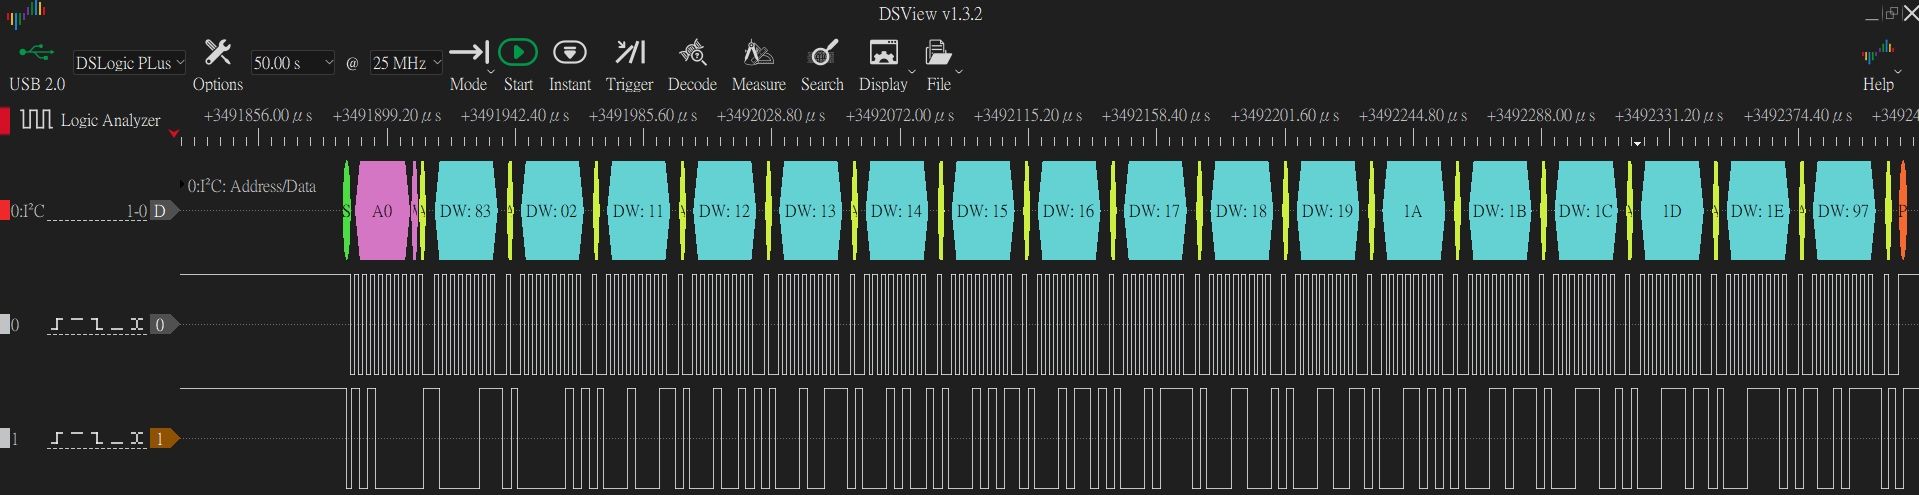 DSView v1.3.2
USB 2.0 DSLogic PLus Options 50.00 s @ 25 MHz Mode Start Instant Trigger Decode Measure Search Display File Help
Logic Analyzer +3491856.00 μs +3491899.20 μs +3491942.40 μs +3491985.60 μs +3492028.80 μs +3492072.00 μs +3492115.20 μs +3492158.40 μs +3492201.60 μs +3492244.80 μs +3492288.00 μs +3492331.20 μs +3492374.40 μs +34924
0:I²C: Address/Data
0:I²C 1-0 D S A0 DW: 83 A DW: 02 DW: 11 A DW: 12 DW: 13 A DW: 14 DW: 15 DW: 16 DW: 17 DW: 18 DW: 19 1A DW: 1B DW: 1C A 1D A DW: 1E A DW: 97 P
0 0
1 1